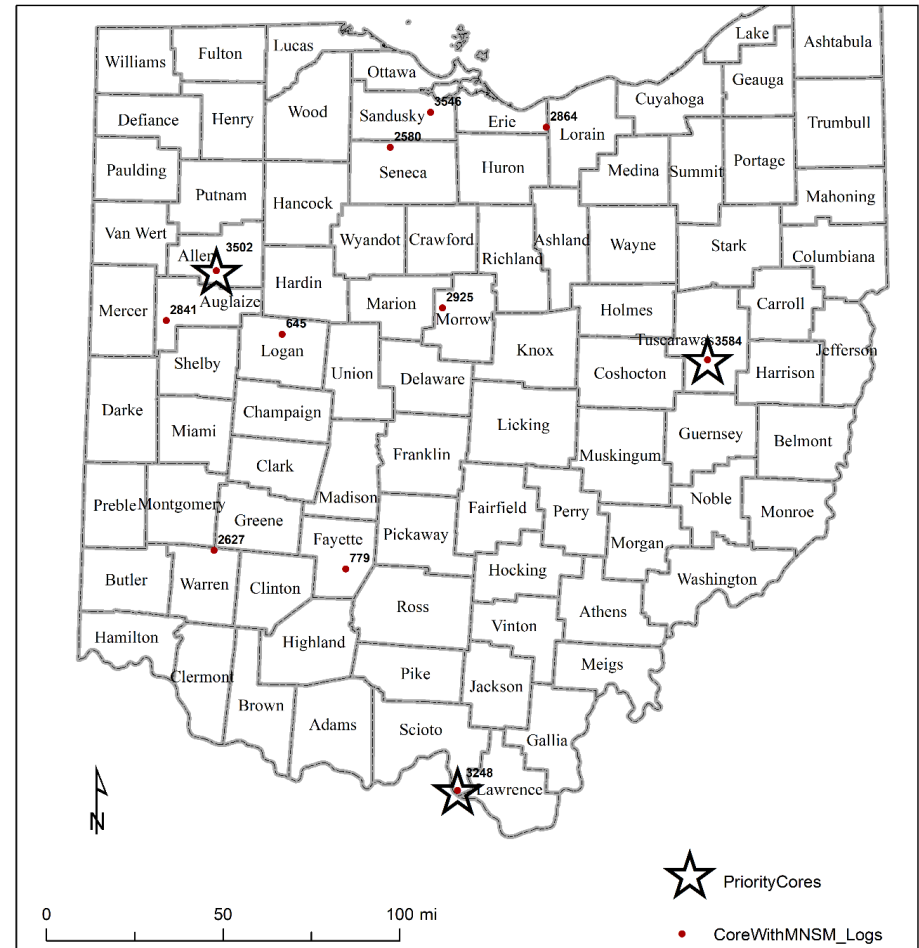 Lake
Ashtabula
Lucas
Fulton
Williams
Geauga
Ottawa
Cuyahoga
3546
Wood
Sandusky
2864
Erie
Defiance
Henry
Trumbull
Lorain
2580
Portage
Paulding
Huron
Medina
Summit
Seneca
Putnam
Mahoning
Hancock
Van Wert
3502
Wyandot
Crawford
Ashland
Wayne
Stark
Allen
Richland
Columbiana
Hardin
Auglaize
Marion
2925
Carroll
Mercer
2841
Holmes
Morrow
645
Tuscarawas
3584
Logan
Knox
Jefferson
Shelby
Union
Coshocton
Harrison
Delaware
Darke
Champaign
Licking
Miami
Guernsey
Belmont
Franklin
Muskingum
Clark
Madison
Noble
Preble
Montgomery
Fairfield
Perry
Monroe
Greene
Pickaway
Fayette
2627
Morgan
779
Hocking
Butler
Warren
Clinton
Washington
Ross
Athens
Vinton
Hamilton
Highland
Meigs
Pike
Clermont
Jackson
Brown
Adams
Scioto
Gallia
3248
Lawrence
N
PriorityCores
0 50 100 mi
CoreWithMNSM_Logs